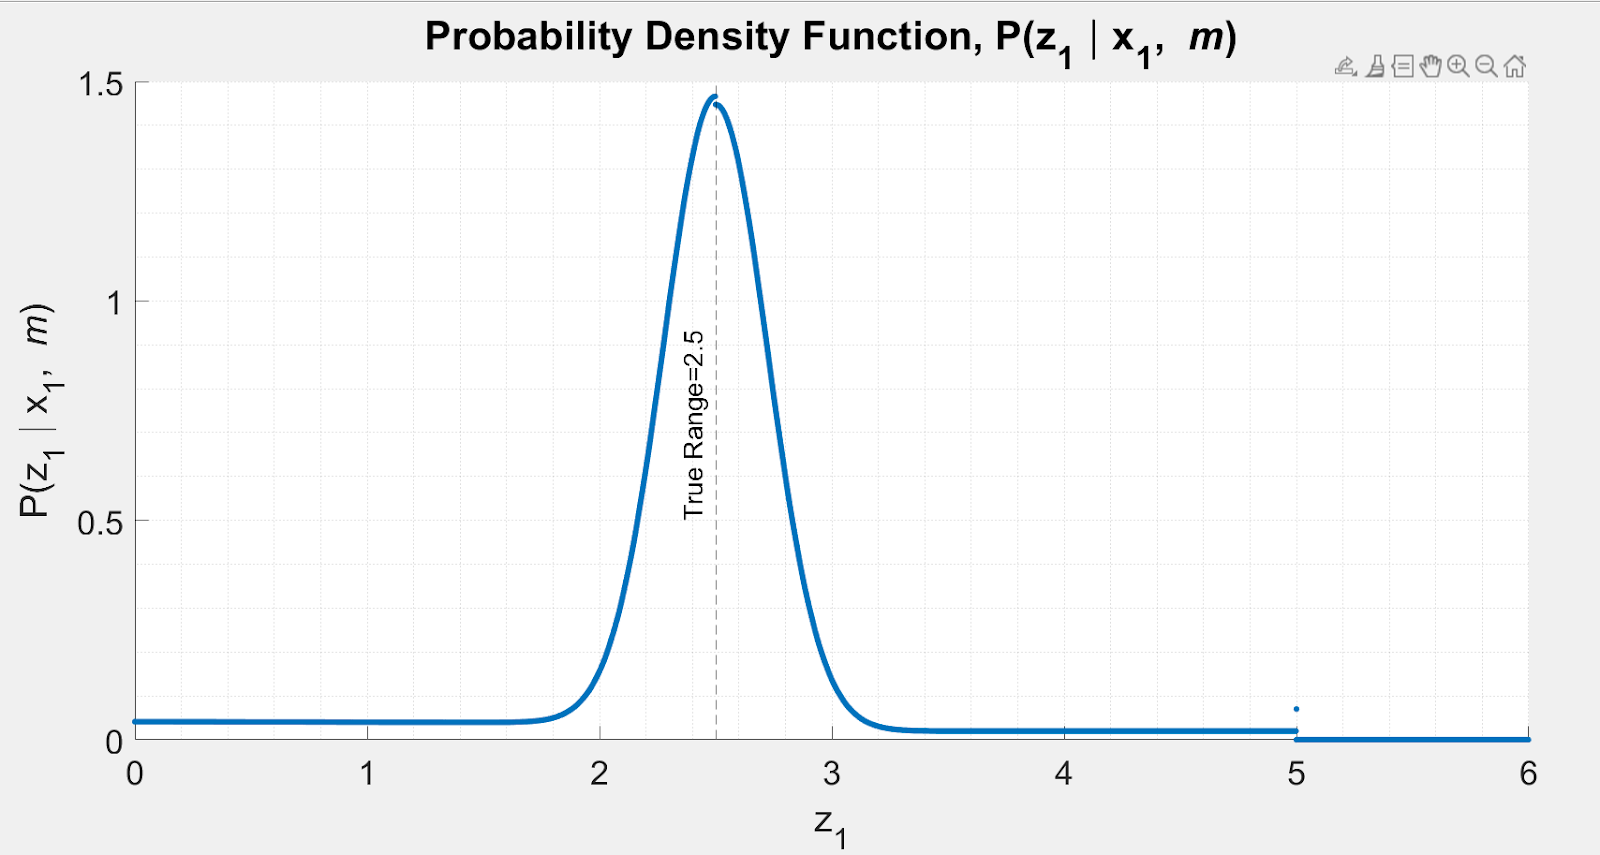 Probability Density Function, P(z₁ | x₁, m)
1.5
1
0.5
0
P(z₁ | x₁, m)
True Range=2.5
0 1 2 3 4 5 6
z₁